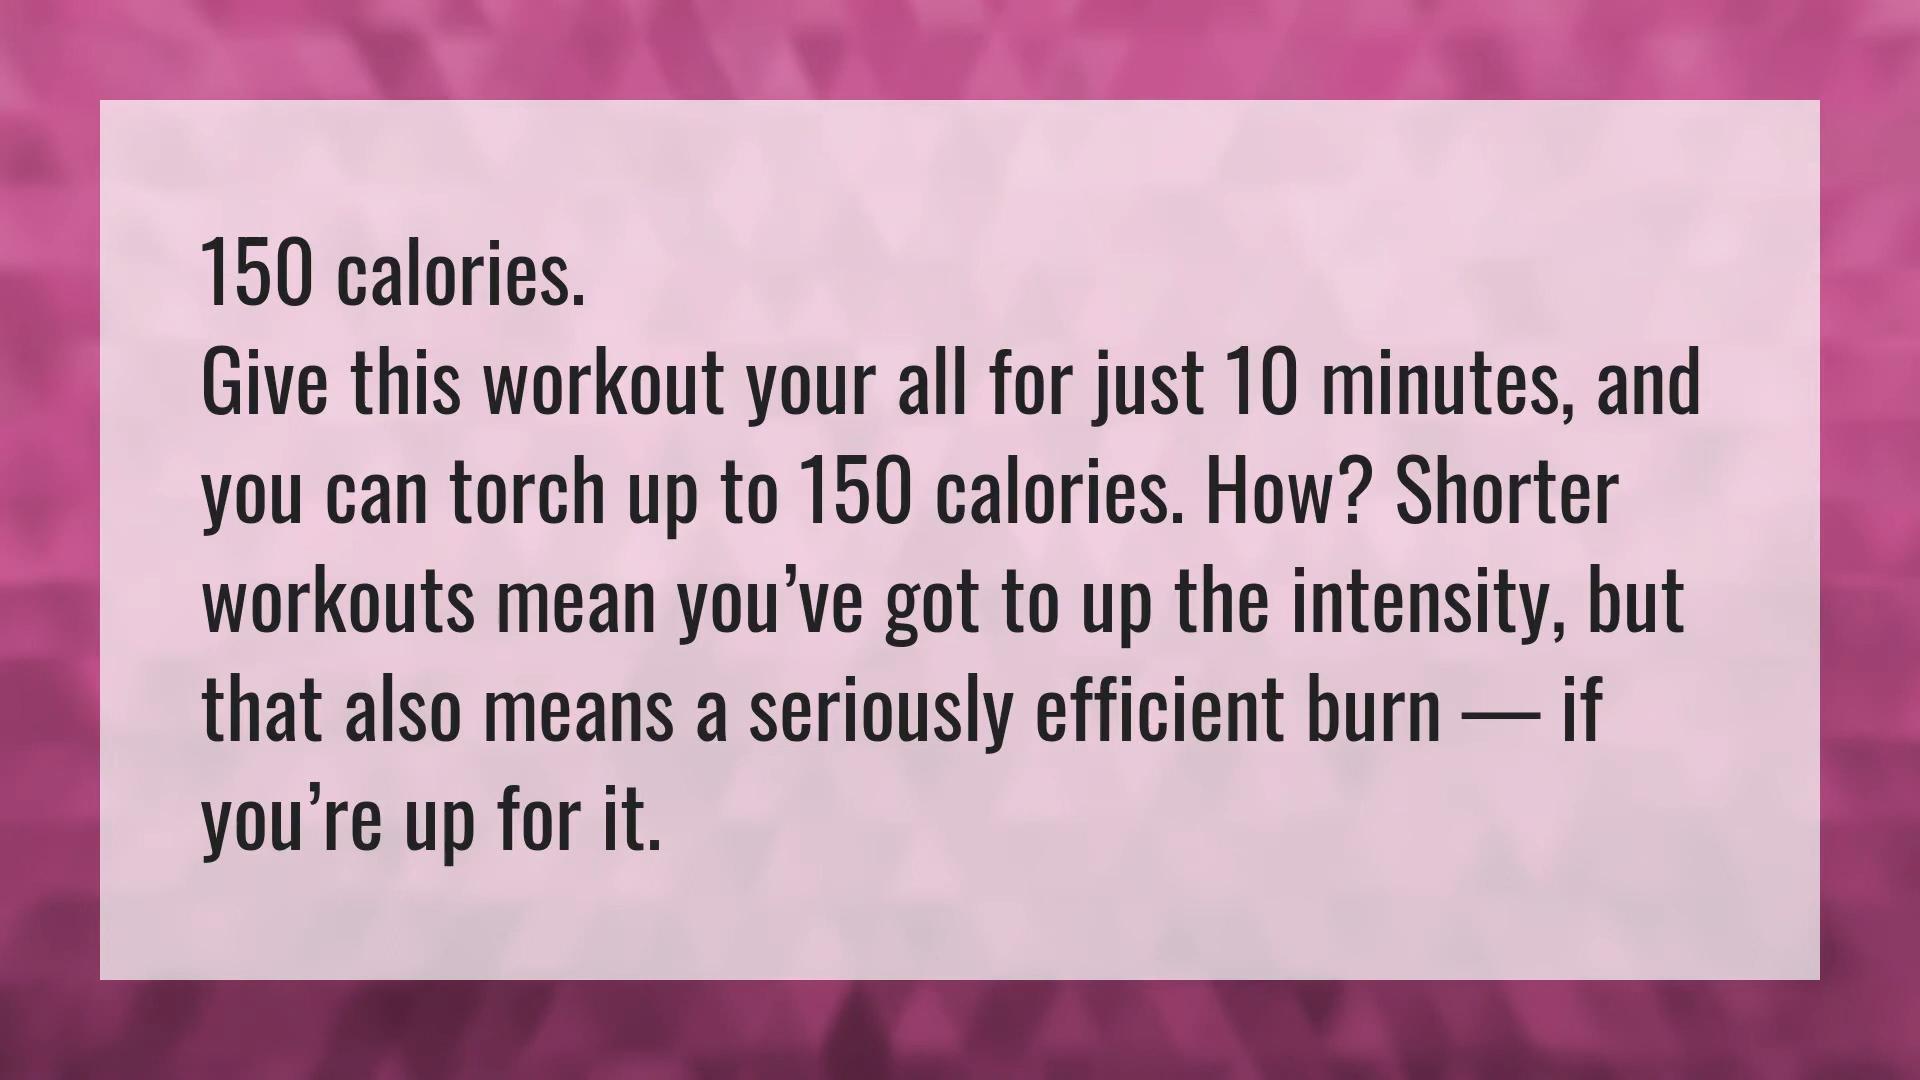 150 calories.
Give this workout your all for just 10 minutes, and
you can torch up to 150 calories. How? Shorter
workouts mean you’ve got to up the intensity, but
that also means a seriously efficient burn — if
you’re up for it.